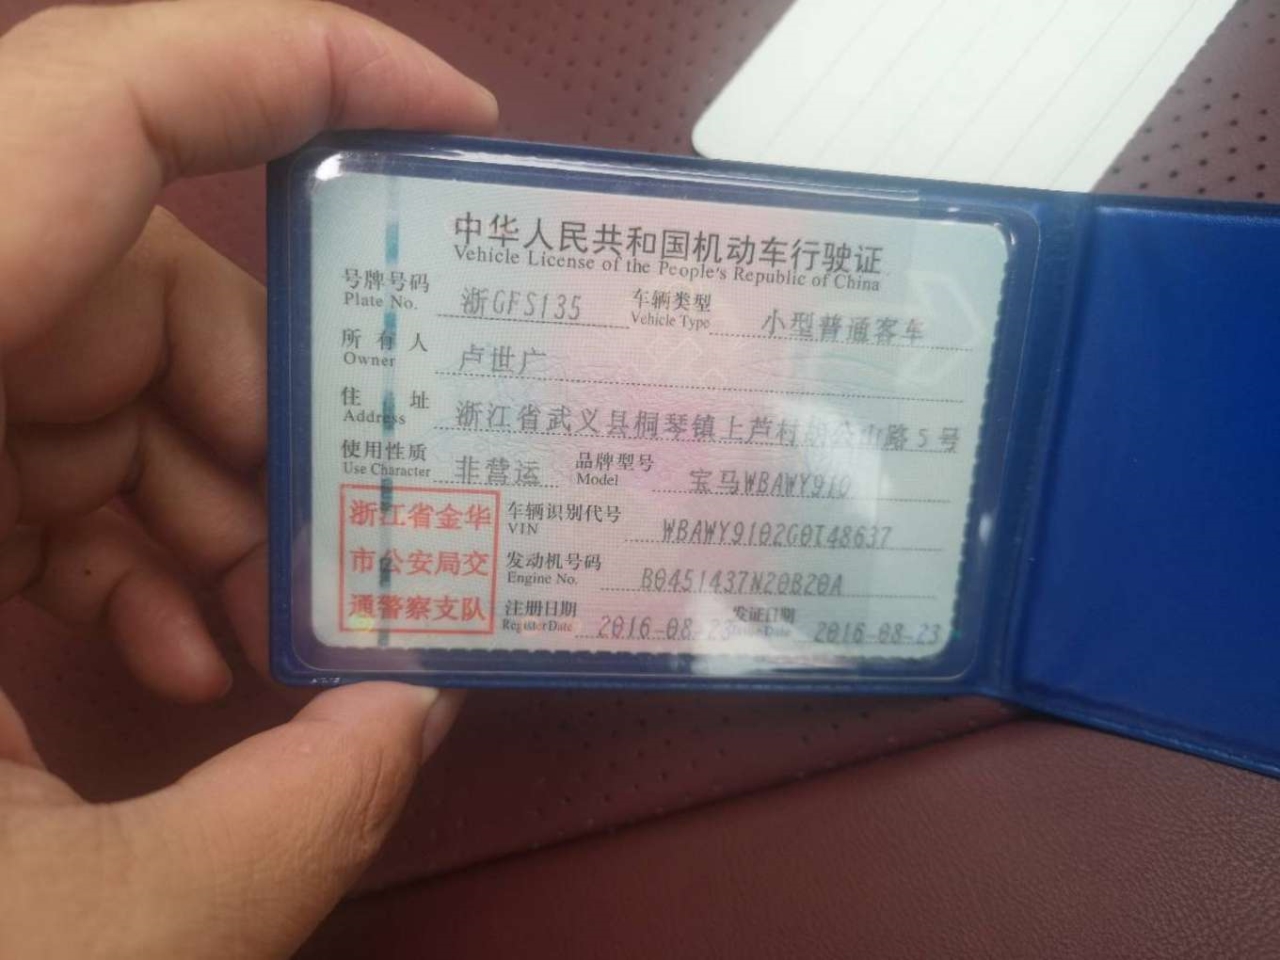 中华人民共和国机动车行驶证
Vehicle License of the People's Republic of China
号牌号码 浙GFS135 车辆类型 小型普通客车
Plate No. Vehicle Type
所有人 卢世广
Owner
住址 浙江省武义县桐琴镇上芦村 山路5号
Address
使用性质 非营运 品牌型号 宝马WBAWY910
Use Character Model
浙江省金华 车辆识别代号 WBAWY9102G0T48637
VIN
市公安局交 发动机号码 B0451437N20B20A
Engine No.
通警察支队 注册日期 2016-08-23 发证日期 2016-08-23
Register Date Issue Date